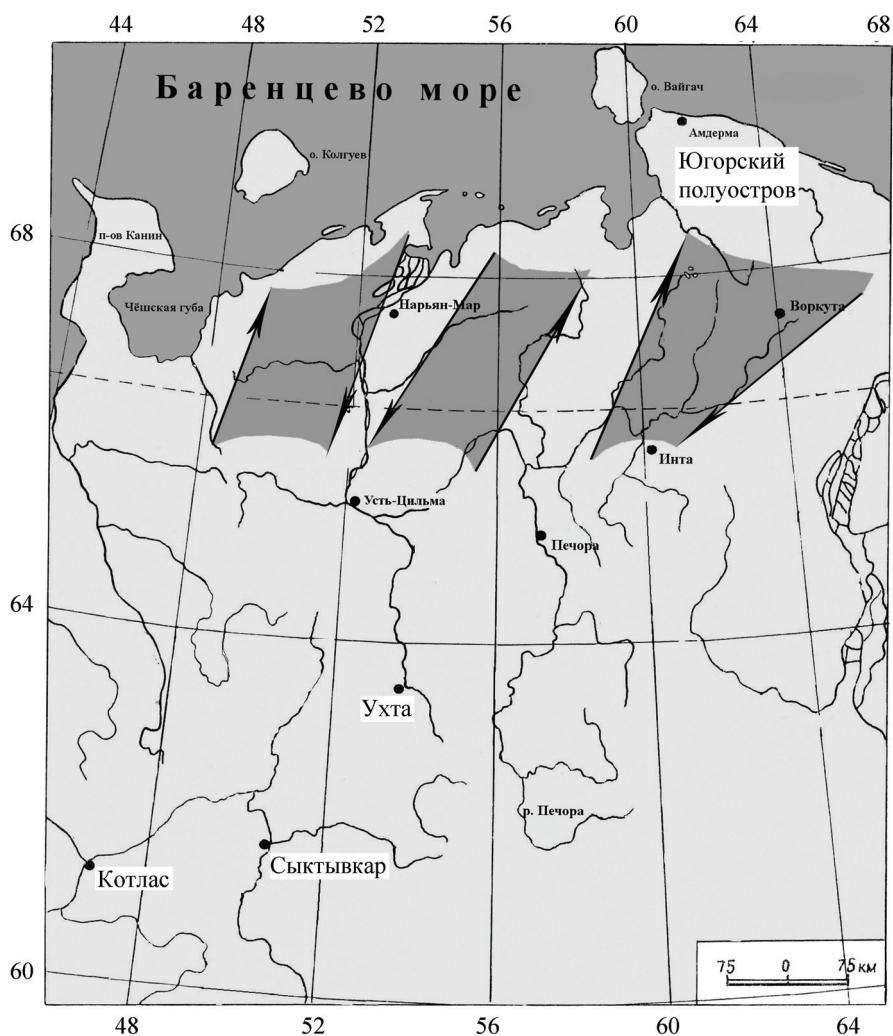 44 48 52 56 60 64 68
Баренцево море
о. Вайгач
Амдерма
о. Колгуев
Югорский
полуостров
68
п-ов Канин
Чёшская губа
Нарьян-Мар
Воркута
Инта
Усть-Цильма
Печора
64
Ухта
р. Печора
Сыктывкар
Котлас
60
75 0 75 км
48 52 56 60 64